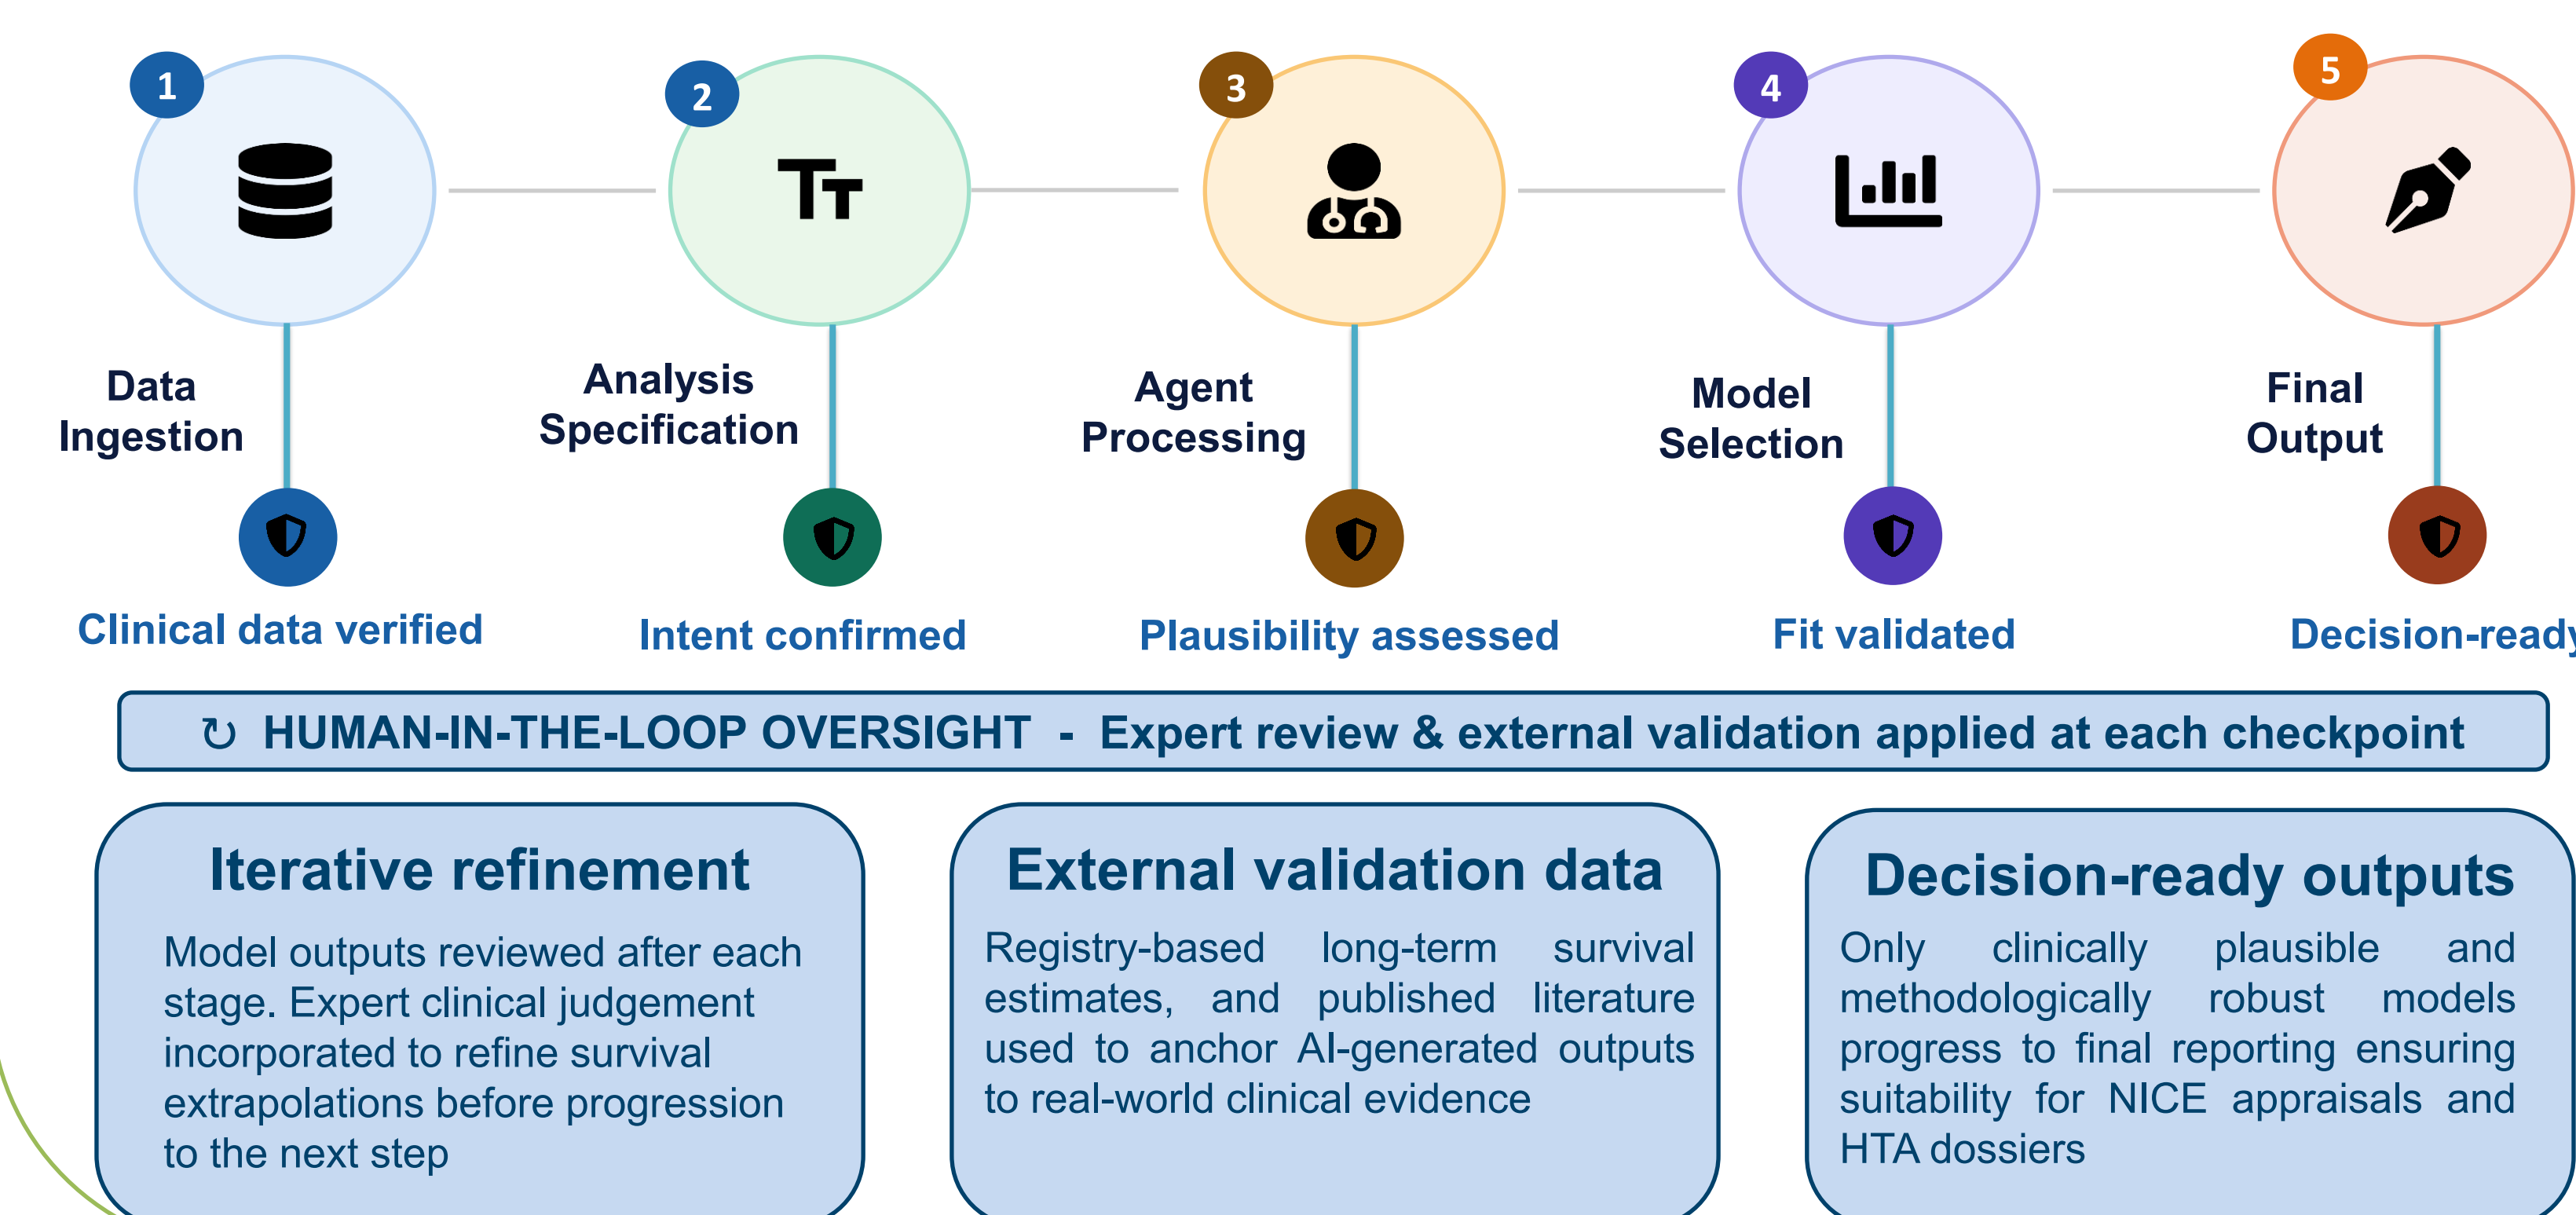 1
2
3
4
5
Tт
Data
Ingestion
Analysis
Specification
Agent
Processing
Model
Selection
Final
Output
Clinical data verified
Intent confirmed
Plausibility assessed
Fit validated
Decision-ready
↻ HUMAN-IN-THE-LOOP OVERSIGHT - Expert review & external validation applied at each checkpoint
Iterative refinement
Model outputs reviewed after each
stage. Expert clinical judgement
incorporated to refine survival
extrapolations before progression
to the next step
External validation data
Registry-based long-term survival
estimates, and published literature
used to anchor AI-generated outputs
to real-world clinical evidence
Decision-ready outputs
Only clinically plausible and
methodologically robust models
progress to final reporting ensuring
suitability for NICE appraisals and
HTA dossiers